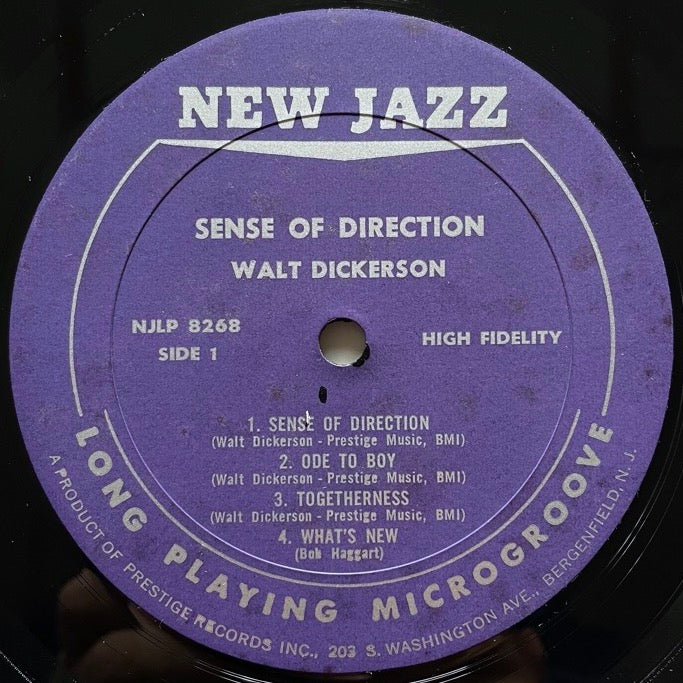 NEW JAZZ
SENSE OF DIRECTION
WALT DICKERSON
NJLP 8268
SIDE 1
HIGH FIDELITY
1. SENSE OF DIRECTION
(Walt Dickerson - Prestige Music, BMI)
2. ODE TO BOY
(Walt Dickerson - Prestige Music, BMI)
3. TOGETHERNESS
(Walt Dickerson - Prestige Music, BMI)
4. WHAT'S NEW
(Bob Haggart)
LONG PLAYING MICROGROOVE
A PRODUCT OF PRESTIGE RECORDS INC., 203 S. WASHINGTON AVE., BERGENFIELD, N. J.